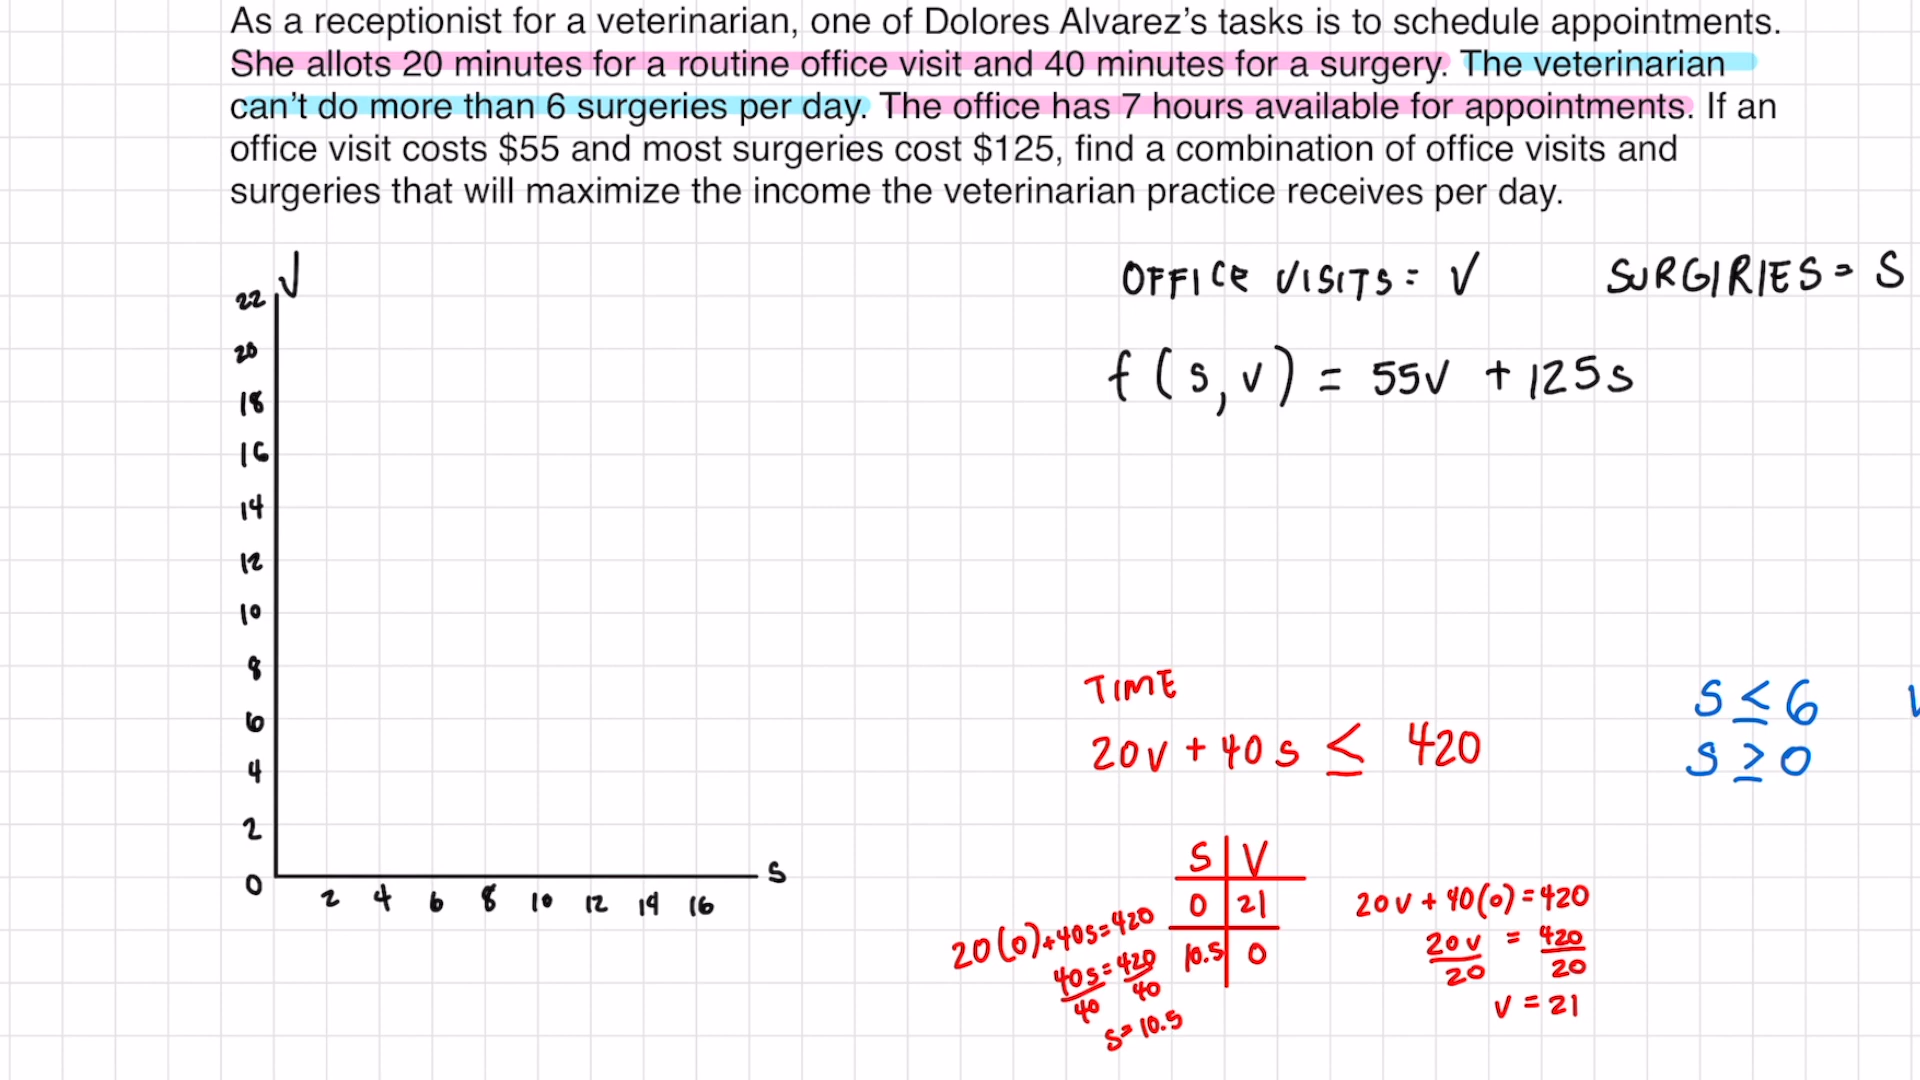 As a receptionist for a veterinarian, one of Dolores Alvarez’s tasks is to schedule appointments.
She allots 20 minutes for a routine office visit and 40 minutes for a surgery. The veterinarian
can’t do more than 6 surgeries per day. The office has 7 hours available for appointments. If an
office visit costs $55 and most surgeries cost $125, find a combination of office visits and
surgeries that will maximize the income the veterinarian practice receives per day.
OFFICE VISITS = V
SURGIRIES = S
f(s,v) = 55v + 125s
V
22
20
18
16
14
12
10
8
6
4
2
0
2 4 6 8 10 12 14 16
S
TIME
20v + 40s ≤ 420
S ≤ 6
S ≥ 0
S V
0 21
10.5 0
20(0)+40s=420
40s/40=420/40
s=10.5
20v + 40(0)=420
20v/20 = 420/20
v = 21